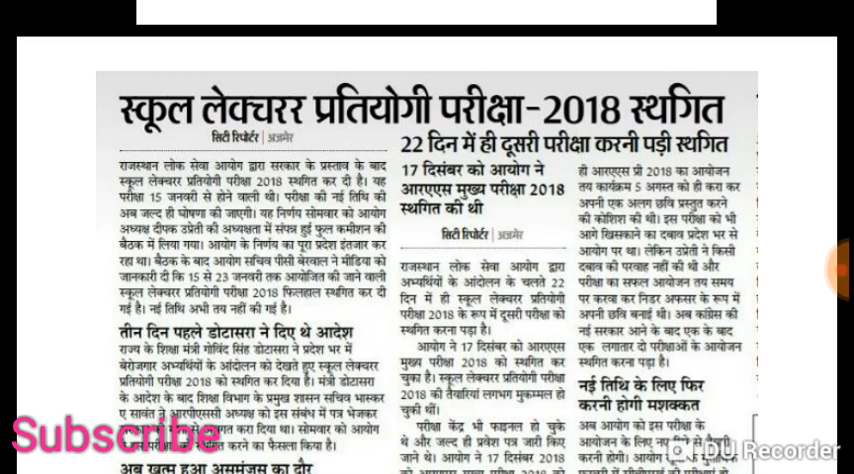 स्कूल लेक्चरर प्रतियोगी परीक्षा-2018 स्थगित
सिटी रिपोर्टर | अजमेर
राजस्थान लोक सेवा आयोग द्वारा सरकार के प्रस्ताव के बाद
स्कूल लेक्चरर प्रतियोगी परीक्षा 2018 स्थगित कर दी है। यह
परीक्षा 15 जनवरी से होने वाली थी। परीक्षा की नई तिथि की
अब जल्द ही घोषणा की जाएगी। यह निर्णय सोमवार को आयोग
अध्यक्ष दीपक उप्रेती की अध्यक्षता में संपन्न हुई फुल कमीशन की
बैठक में लिया गया। आयोग के निर्णय का पूरा प्रदेश इंतजार कर
रहा था। बैठक के बाद आयोग सचिव पीसी बेरवाल ने मीडिया को
जानकारी दी कि 15 से 23 जनवरी तक आयोजित की जाने वाली
स्कूल लेक्चरर प्रतियोगी परीक्षा 2018 फिलहाल स्थगित कर दी
गई है। नई तिथि अभी तय नहीं की गई है।
तीन दिन पहले डोटासरा ने दिए थे आदेश
राज्य के शिक्षा मंत्री गोविंद सिंह डोटासरा ने प्रदेश भर में
बेरोजगार अभ्यर्थियों के आंदोलन को देखते हुए स्कूल लेक्चरर
प्रतियोगी परीक्षा 2018 को स्थगित कर दिया है। मंत्री डोटासरा
के आदेश के बाद शिक्षा विभाग के प्रमुख शासन सचिव भास्कर
ए सावंत ने आरपीएससी अध्यक्ष को इस संबंध में पत्र भेजकर
करा दिया था। सोमवार को आयोग
करने का फैसला किया है।
अब खत्म हुआ असमंजस का दौर
22 दिन में ही दूसरी परीक्षा करनी पड़ी स्थगित
17 दिसंबर को आयोग ने
आरएएस मुख्य परीक्षा 2018
स्थगित की थी
सिटी रिपोर्टर | अजमेर
राजस्थान लोक सेवा आयोग द्वारा
अभ्यर्थियों के आंदोलन के चलते 22
दिन में ही स्कूल लेक्चरर प्रतियोगी
परीक्षा 2018 के रूप में दूसरी परीक्षा को
स्थगित करना पड़ा है।
आयोग ने 17 दिसंबर को आरएएस
मुख्य परीक्षा 2018 को स्थगित कर
चुका है। स्कूल लेक्चरर प्रतियोगी परीक्षा
2018 की तैयारियां लगभग मुकम्मल हो
चुकी थीं।
परीक्षा केंद्र भी फाइनल हो चुके
थे और जल्द ही प्रवेश पत्र जारी किए
जाने थे। आयोग ने 17 दिसंबर 2018
को आरएएस मुख्य परीक्षा 2018 को
ही आरएएस प्री 2018 का आयोजन
तय कार्यक्रम 5 अगस्त को ही करा कर
अपनी एक अलग छवि प्रस्तुत करने
की कोशिश की थी। इस परीक्षा को भी
आगे खिसकाने का दबाव प्रदेश भर से
आयोग पर था। लेकिन उप्रेती ने किसी
दबाव की परवाह नहीं की थी और
परीक्षा का सफल आयोजन तय समय
पर करवा कर निडर अफसर के रूप में
अपनी छवि बनाई थी। अब कांग्रेस की
नई सरकार आने के बाद एक के बाद
एक लगातार दो परीक्षाओं के आयोजन
स्थगित करना पड़ा है।
नई तिथि के लिए फिर
करनी होगी मशक्कत
अब आयोग को इस परीक्षा के
आयोजन के लिए नए से तैयारी
करनी होगी। आयोग
Subscribe
DU Recorder